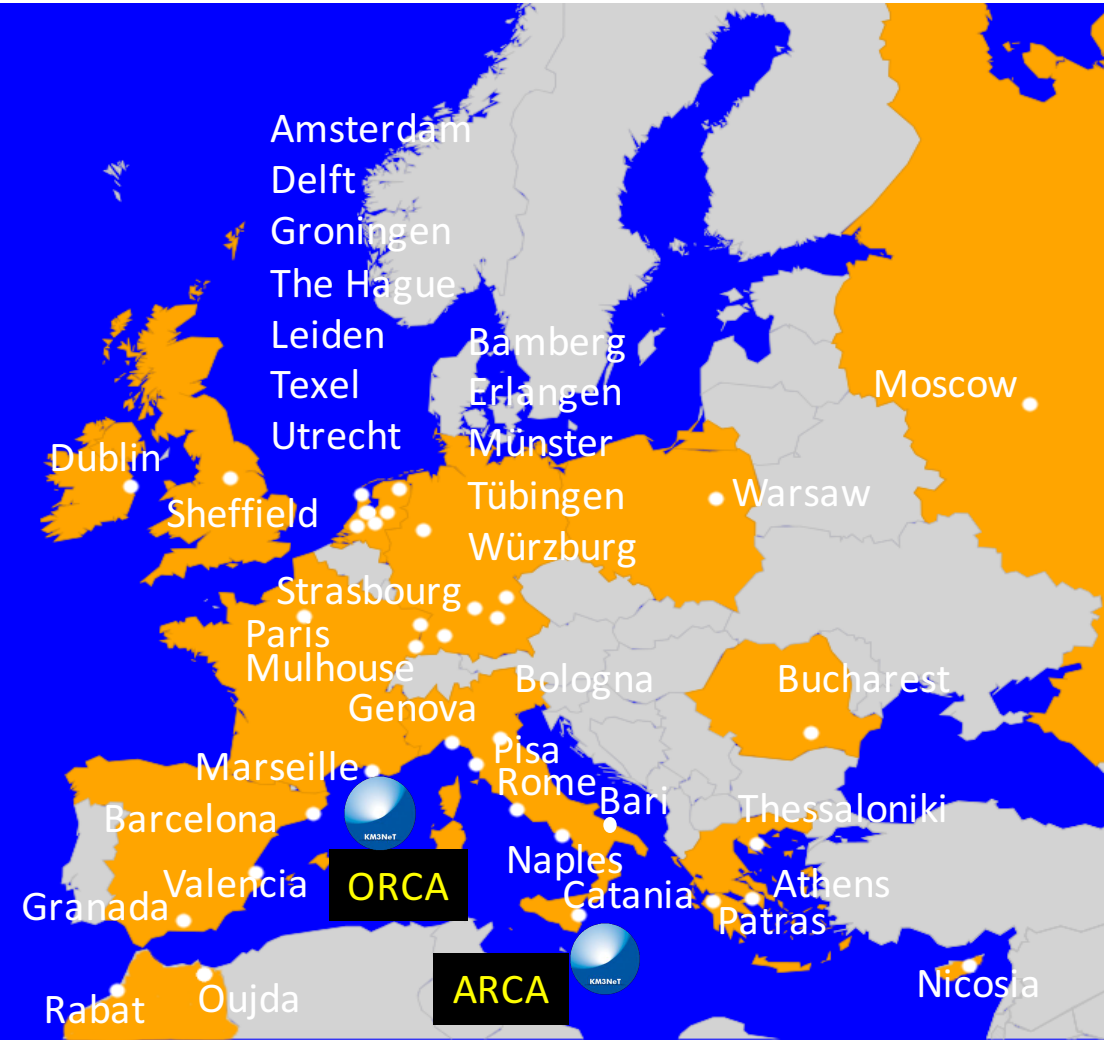 Amsterdam
Delft
Groningen
The Hague
Leiden
Texel
Utrecht
Bamberg
Erlangen
Münster
Tübingen
Würzburg
Moscow
Dublin
Sheffield
Warsaw
Strasbourg
Paris
Mulhouse
Bologna
Bucharest
Genova
Pisa
Marseille
Rome
Bari
Barcelona
Thessaloniki
KM3NeT
Naples
Valencia
ORCA
Catania
Athens
Granada
Patras
ARCA
KM3NeT
Nicosia
Rabat
Oujda